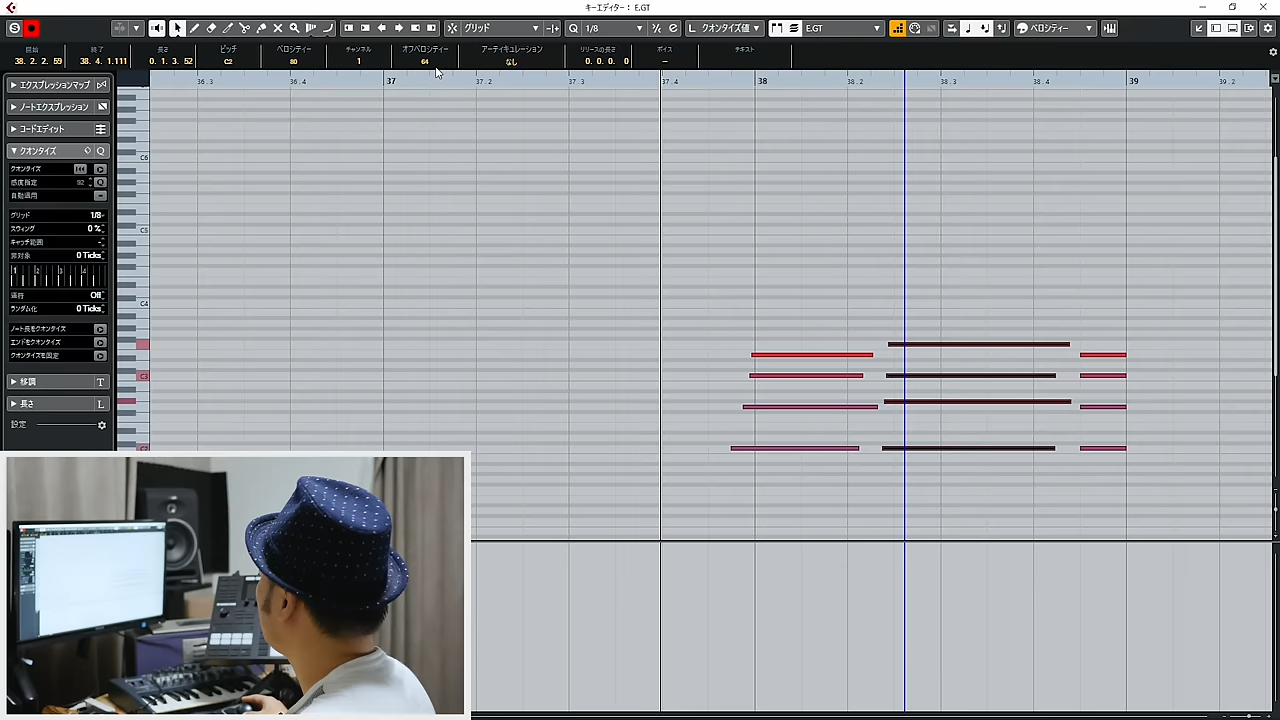 キーエディター： E.GT
グリッド 1/8 クオンタイズ値 E.GT ベロシティー
開始 終了 長さ ピッチ ベロシティー チャンネル オフベロシティー アーティキュレーション リリースの長さ ボイス テキスト
38. 2. 2. 59 38. 4. 1.111 0. 1. 3. 52 C2 80 1 64 なし 0. 0. 0. 0 –
エクスプレッションマップ
ノートエクスプレッション
コードエディット
クオンタイズ Q
クオンタイズ
感度指定 92 Q
自動適用
グリッド 1/8
スウィング 0 %
キャッチ範囲 -
非対象 0 Ticks
1 2 3 4
連符 Off
ランダム化 0 Ticks
ノート長をクオンタイズ
エンドをクオンタイズ
クオンタイズを固定
移調 T
長さ L
設定
36.3 36.4 37 37.2 37.3 37.4 38 38.2 38.3 38.4 39 39.2
C6
C5
C4
C3
C2